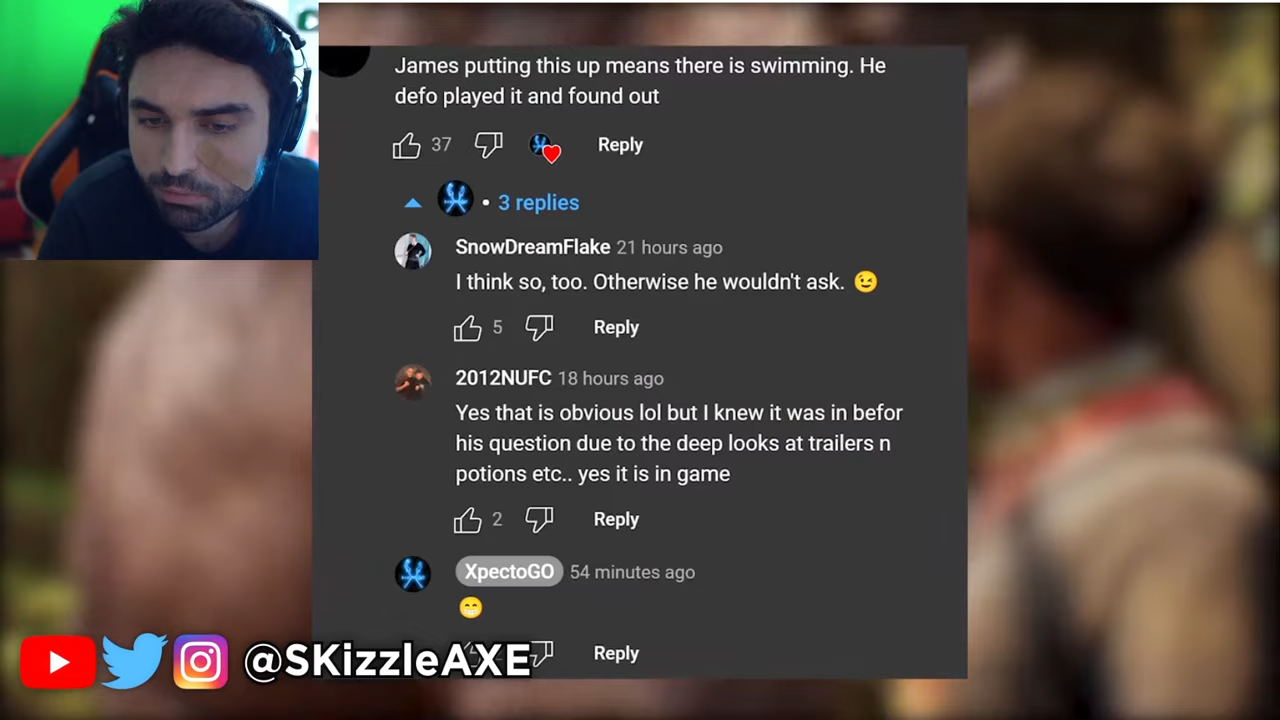 James putting this up means there is swimming. He
defo played it and found out
37
Reply
• 3 replies
SnowDreamFlake 21 hours ago
I think so, too. Otherwise he wouldn't ask. 😉
5
Reply
2012NUFC 18 hours ago
Yes that is obvious lol but I knew it was in befor
his question due to the deep looks at trailers n
potions etc.. yes it is in game
2
Reply
XpectoGO 54 minutes ago
😁
Reply
@SKizzleAXE